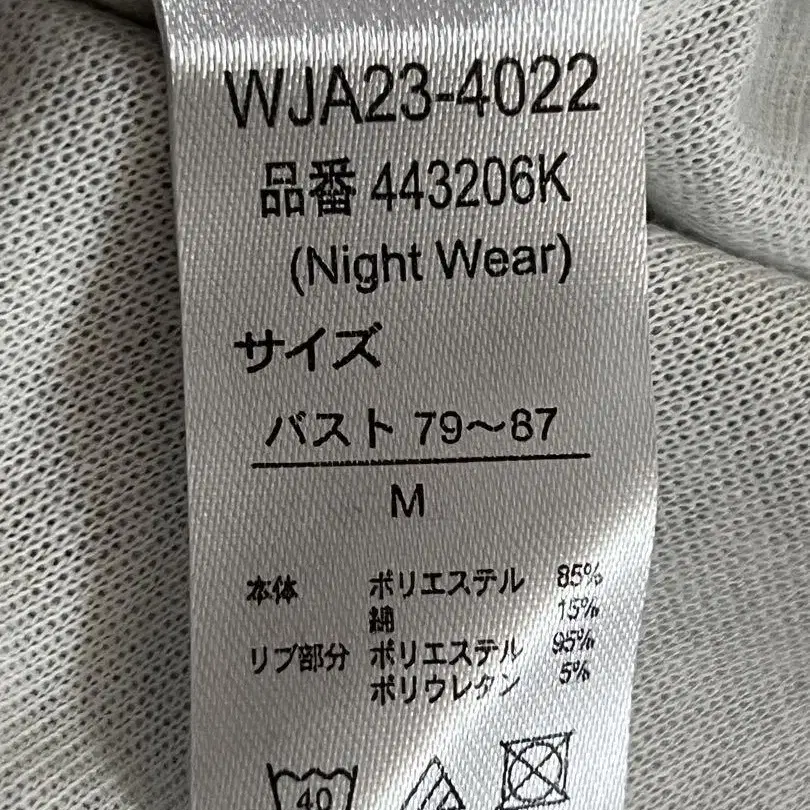 WJA23-4022
品番 443206K
(Night Wear)
サイズ
バスト 79～87
M
本体 ポリエステル 85%
綿 15%
リブ部分 ポリエステル 95%
ポリウレタン 5%
40